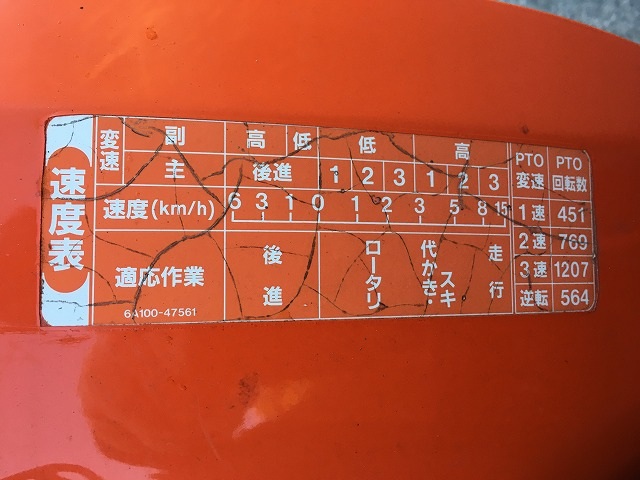 速度表
変速 副 高 低 低 高
主 後進 1 2 3 1 2 3
速度(km/h) 6 3 1 0 1 2 3 5 8 15
適応作業 後進 ロータリ 代かき・スキ 走行
6A100-47561
PTO変速 PTO回転数
1速 451
2速 769
3速 1207
逆転 564